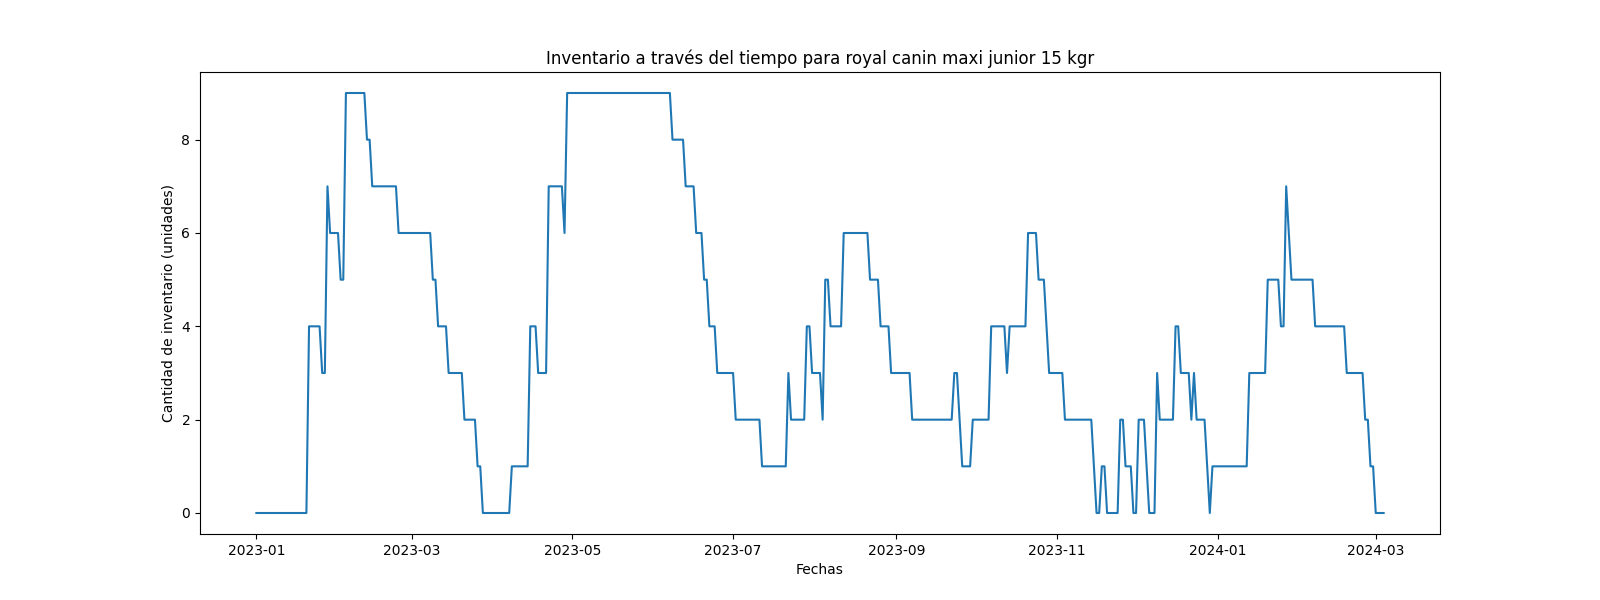 Inventario a través del tiempo para royal canin maxi junior 15 kgr
Cantidad de inventario (unidades)
8
6
4
2
0
2023-01 2023-03 2023-05 2023-07 2023-09 2023-11 2024-01 2024-03
Fechas